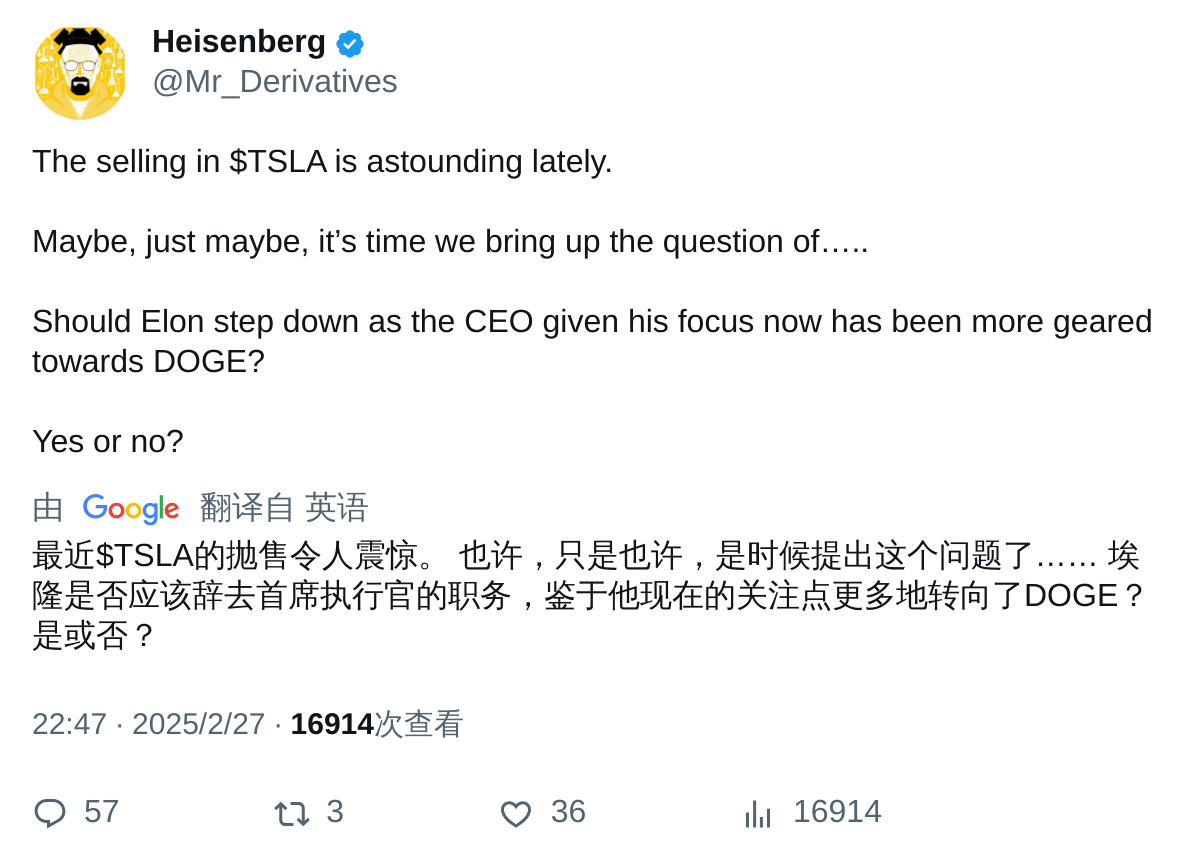 Heisenberg
@Mr_Derivatives
The selling in $TSLA is astounding lately.
Maybe, just maybe, it’s time we bring up the question of…..
Should Elon step down as the CEO given his focus now has been more geared
towards DOGE?
Yes or no?
由 Google 翻译自 英语
最近$TSLA的抛售令人震惊。 也许，只是也许，是时候提出这个问题了…… 埃
隆是否应该辞去首席执行官的职务，鉴于他现在的关注点更多地转向了DOGE？
是或否？
22:47 · 2025/2/27 · 16914次查看
57 3 36 16914